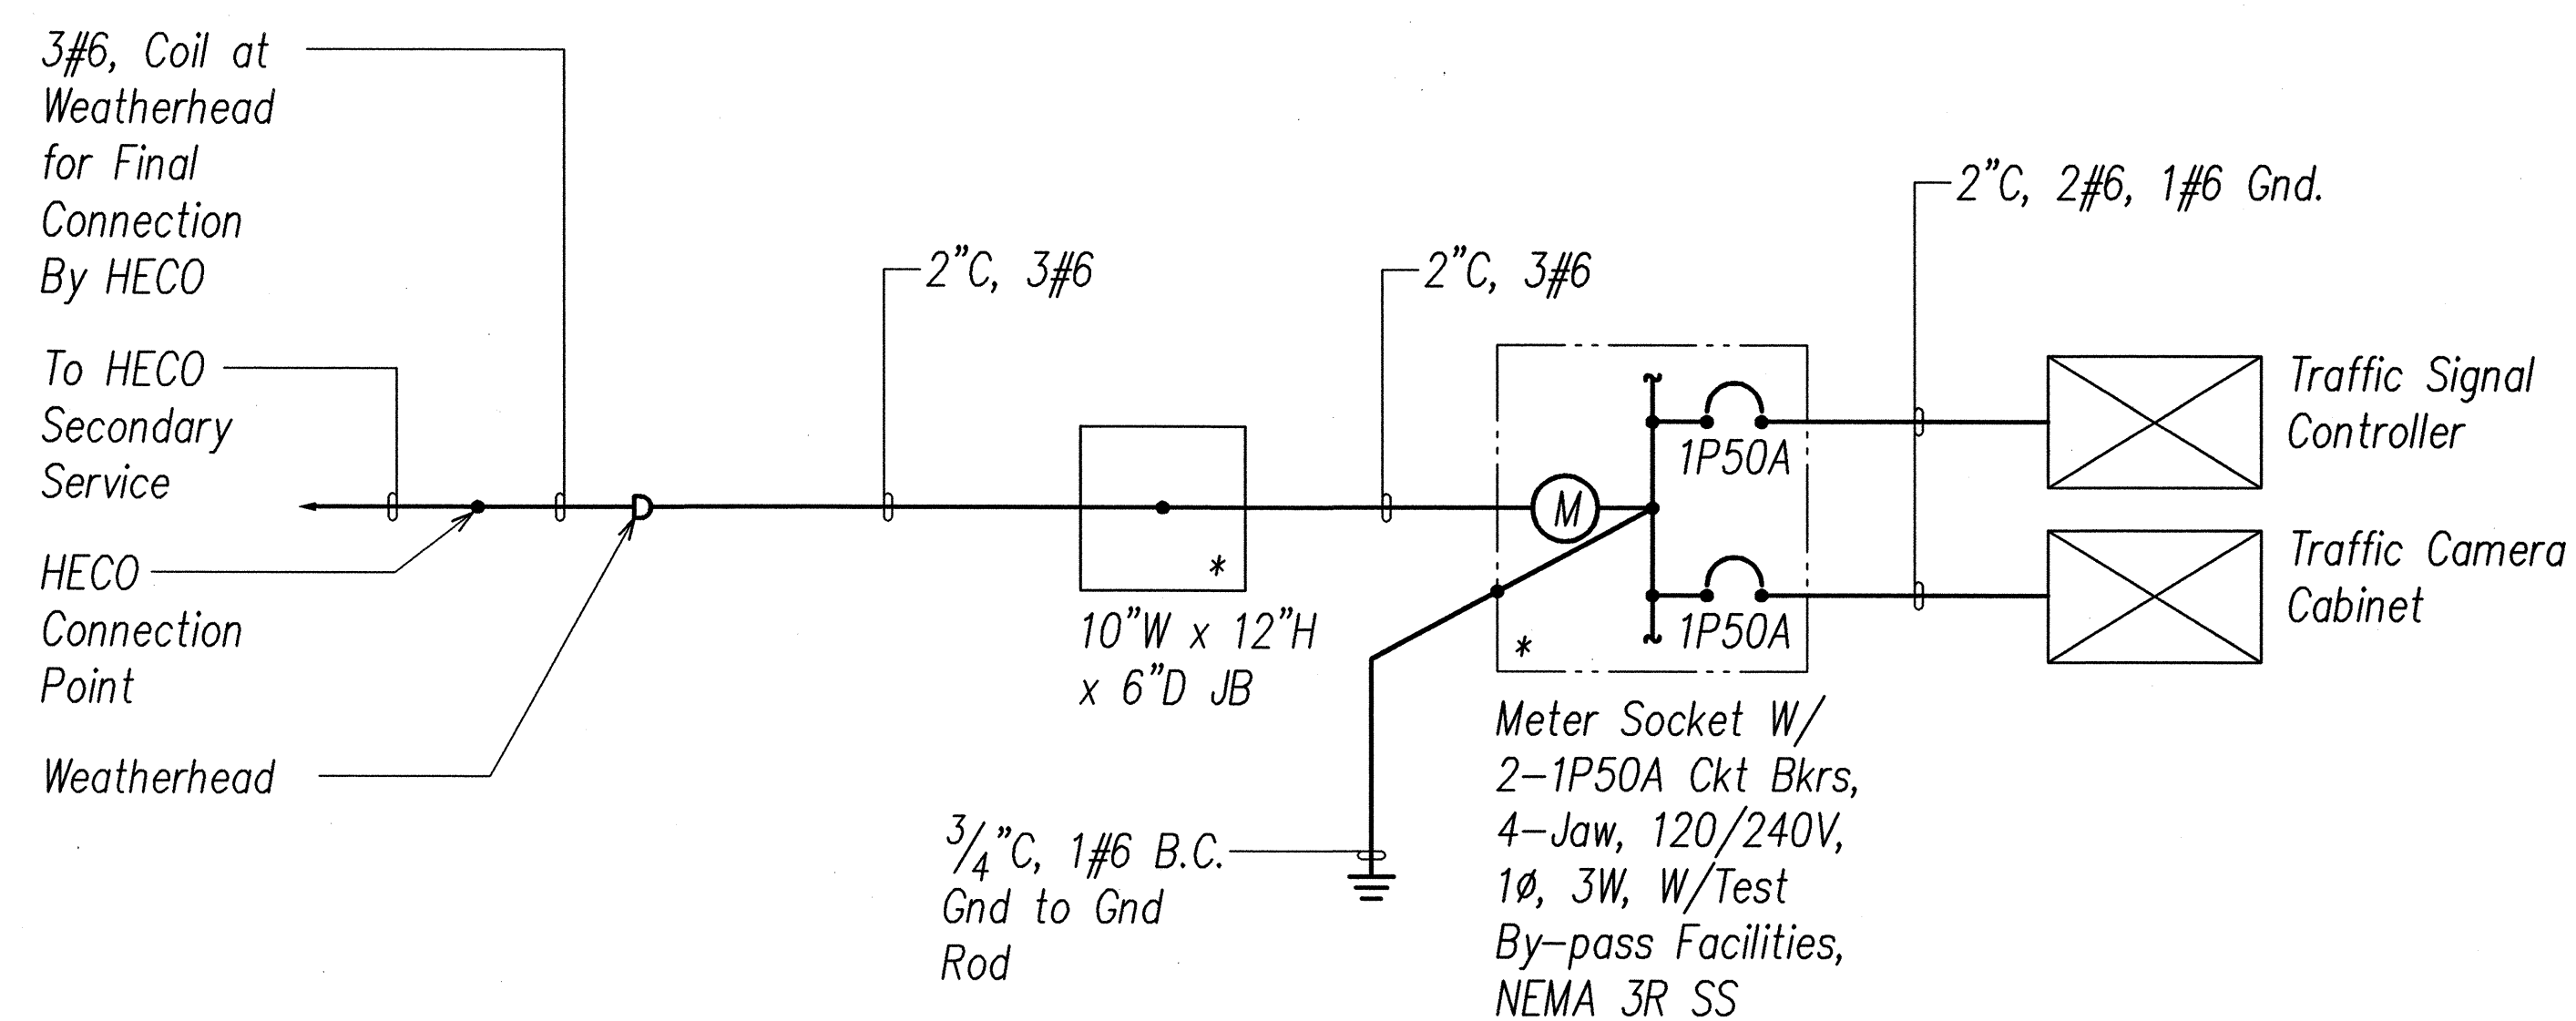 3#6, Coil at
Weatherhead
for Final
Connection
By HECO
To HECO
Secondary
Service
HECO
Connection
Point
Weatherhead
2"C, 3#6
2"C, 3#6
2"C, 2#6, 1#6 Gnd.
*
10"W x 12"H
x 6"D JB
M
1P50A
1P50A
*
Traffic Signal
Controller
Traffic Camera
Cabinet
3/4"C, 1#6 B.C.
Gnd to Gnd
Rod
Meter Socket W/
2-1P50A Ckt Bkrs,
4-Jaw, 120/240V,
1ø, 3W, W/Test
By-pass Facilities,
NEMA 3R SS